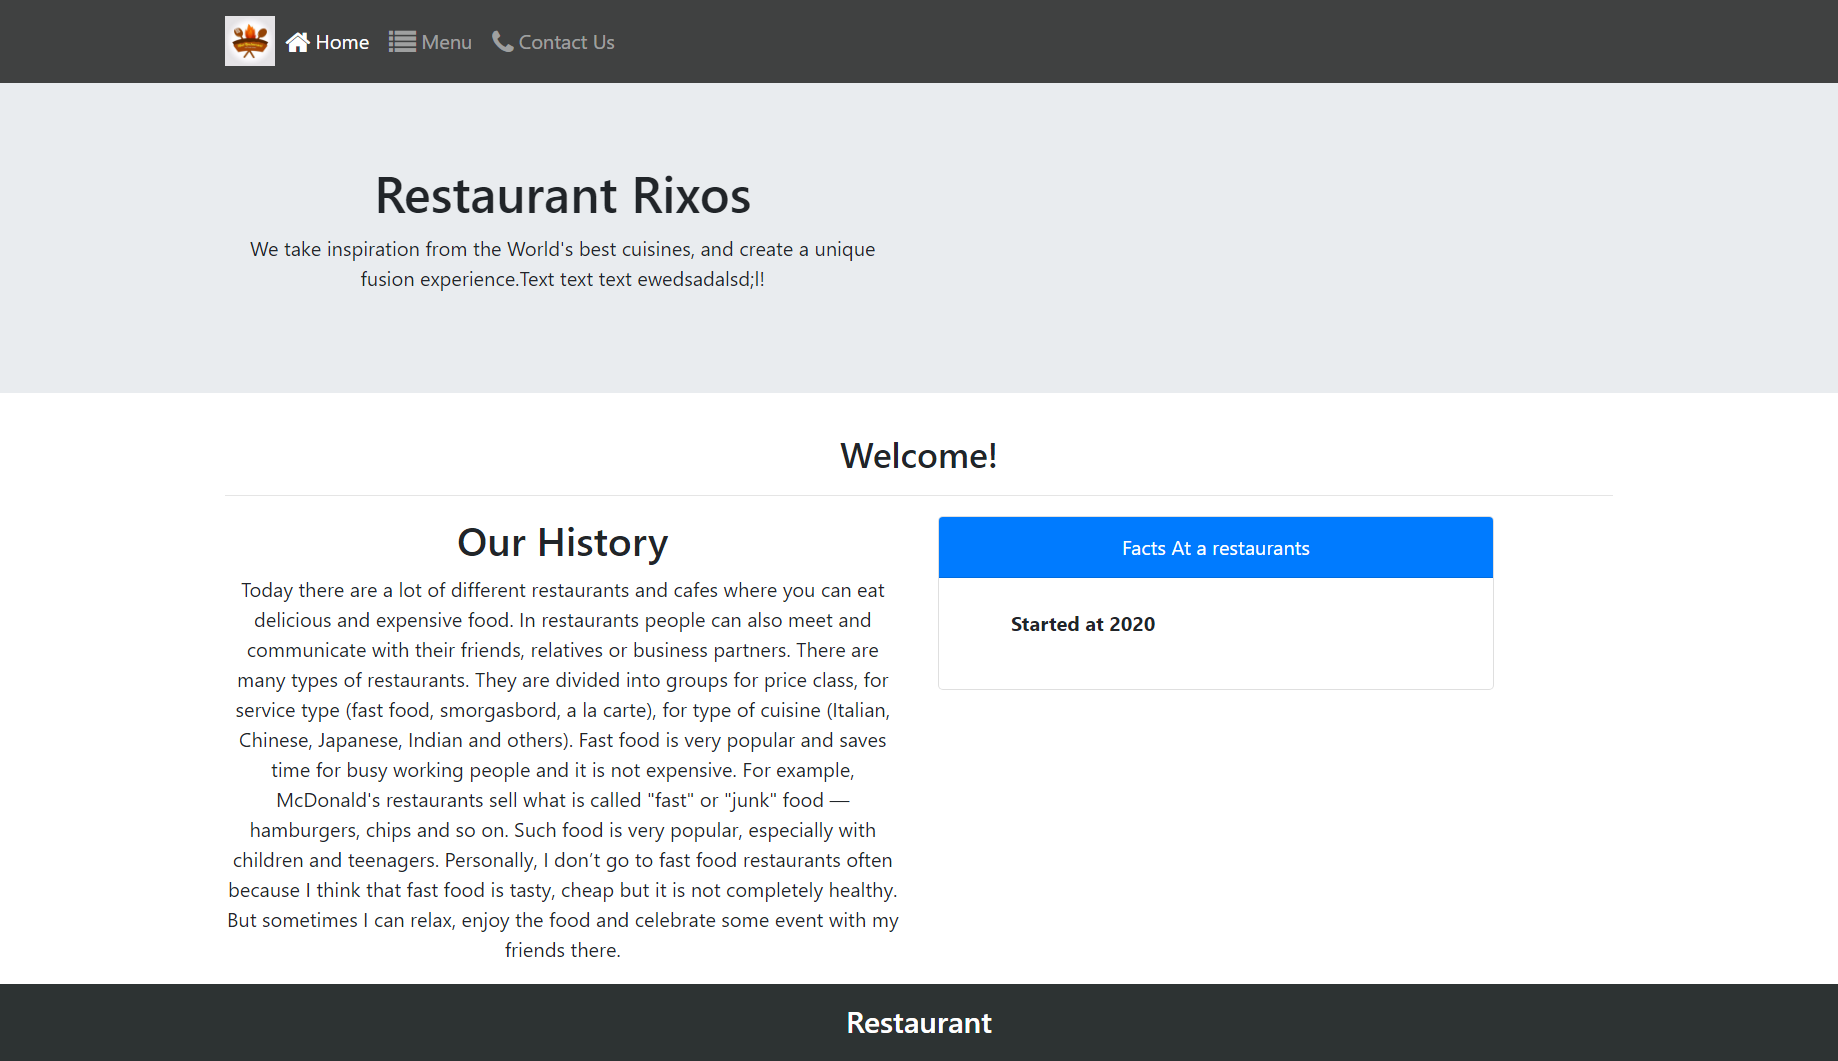 Home Menu Contact Us
Restaurant Rixos
We take inspiration from the World's best cuisines, and create a unique
fusion experience.Text text text ewedsadalsd;l!
Welcome!
Our History
Today there are a lot of different restaurants and cafes where you can eat
delicious and expensive food. In restaurants people can also meet and
communicate with their friends, relatives or business partners. There are
many types of restaurants. They are divided into groups for price class, for
service type (fast food, smorgasbord, a la carte), for type of cuisine (Italian,
Chinese, Japanese, Indian and others). Fast food is very popular and saves
time for busy working people and it is not expensive. For example,
McDonald's restaurants sell what is called "fast" or "junk" food —
hamburgers, chips and so on. Such food is very popular, especially with
children and teenagers. Personally, I don’t go to fast food restaurants often
because I think that fast food is tasty, cheap but it is not completely healthy.
But sometimes I can relax, enjoy the food and celebrate some event with my
friends there.
Facts At a restaurants
Started at 2020
Restaurant